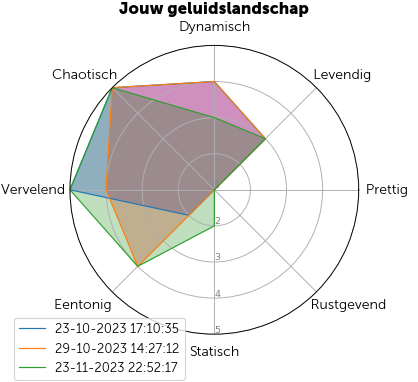 Jouw geluidslandschap
Dynamisch
Chaotisch
Levendig
Vervelend
Prettig
2
3
4
5
Eentonig
Rustgevend
Statisch
23-10-2023 17:10:35
29-10-2023 14:27:12
23-11-2023 22:52:17